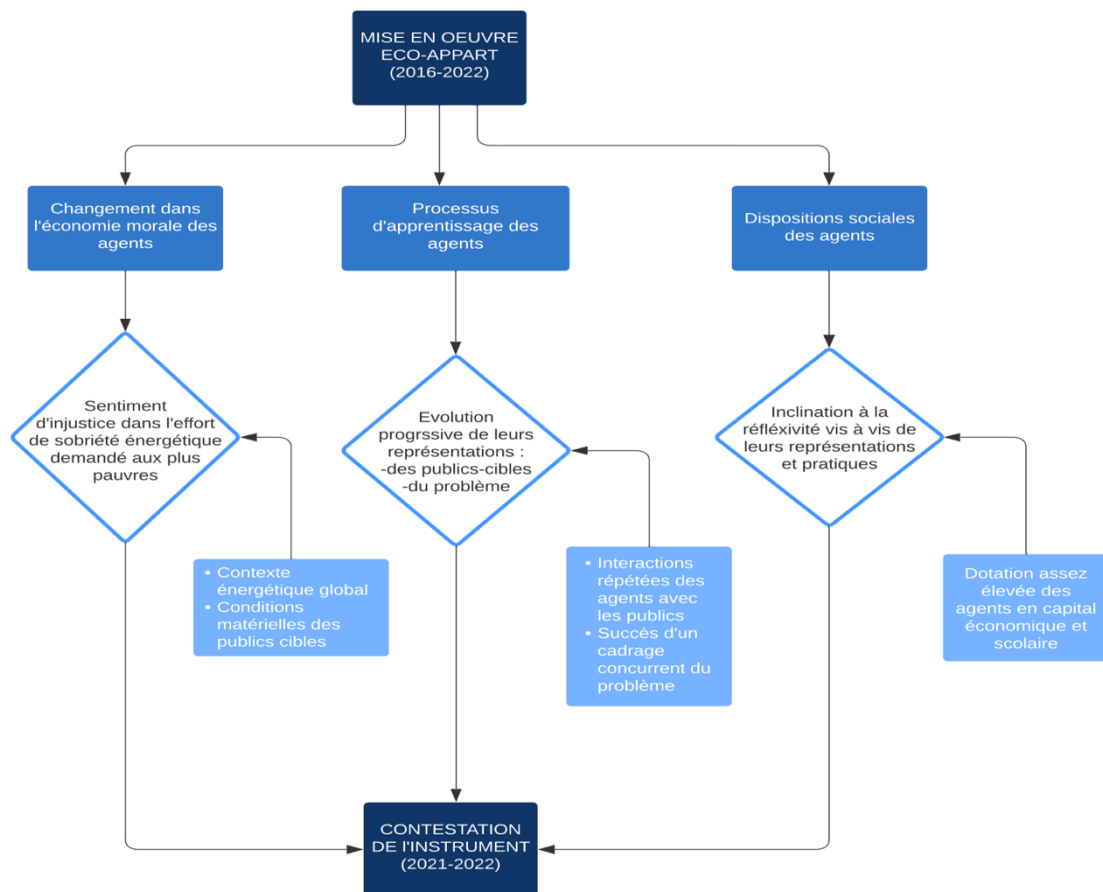 MISE EN OEUVRE
ECO-APPART
(2016-2022)
Changement dans
l'économie morale des
agents
Processus
d'apprentissage des
agents
Dispositions sociales
des agents
Sentiment
d'injustice dans l'effort
de sobriété énergétique
demandé aux plus
pauvres
Evolution
progrssive de leurs
représentations :
-des publics-cibles
-du problème
Inclination à la
réfléxivité vis à vis de
leurs représentations
et pratiques
• Contexte
énergétique global
• Conditions
matérielles des
publics cibles
• Interactions
répétées des
agents avec
les publics
• Succès d'un
cadrage
concurrent du
problème
Dotation assez
élevée des
agents en capital
économique et
scolaire
CONTESTATION
DE l'INSTRUMENT
(2021-2022)